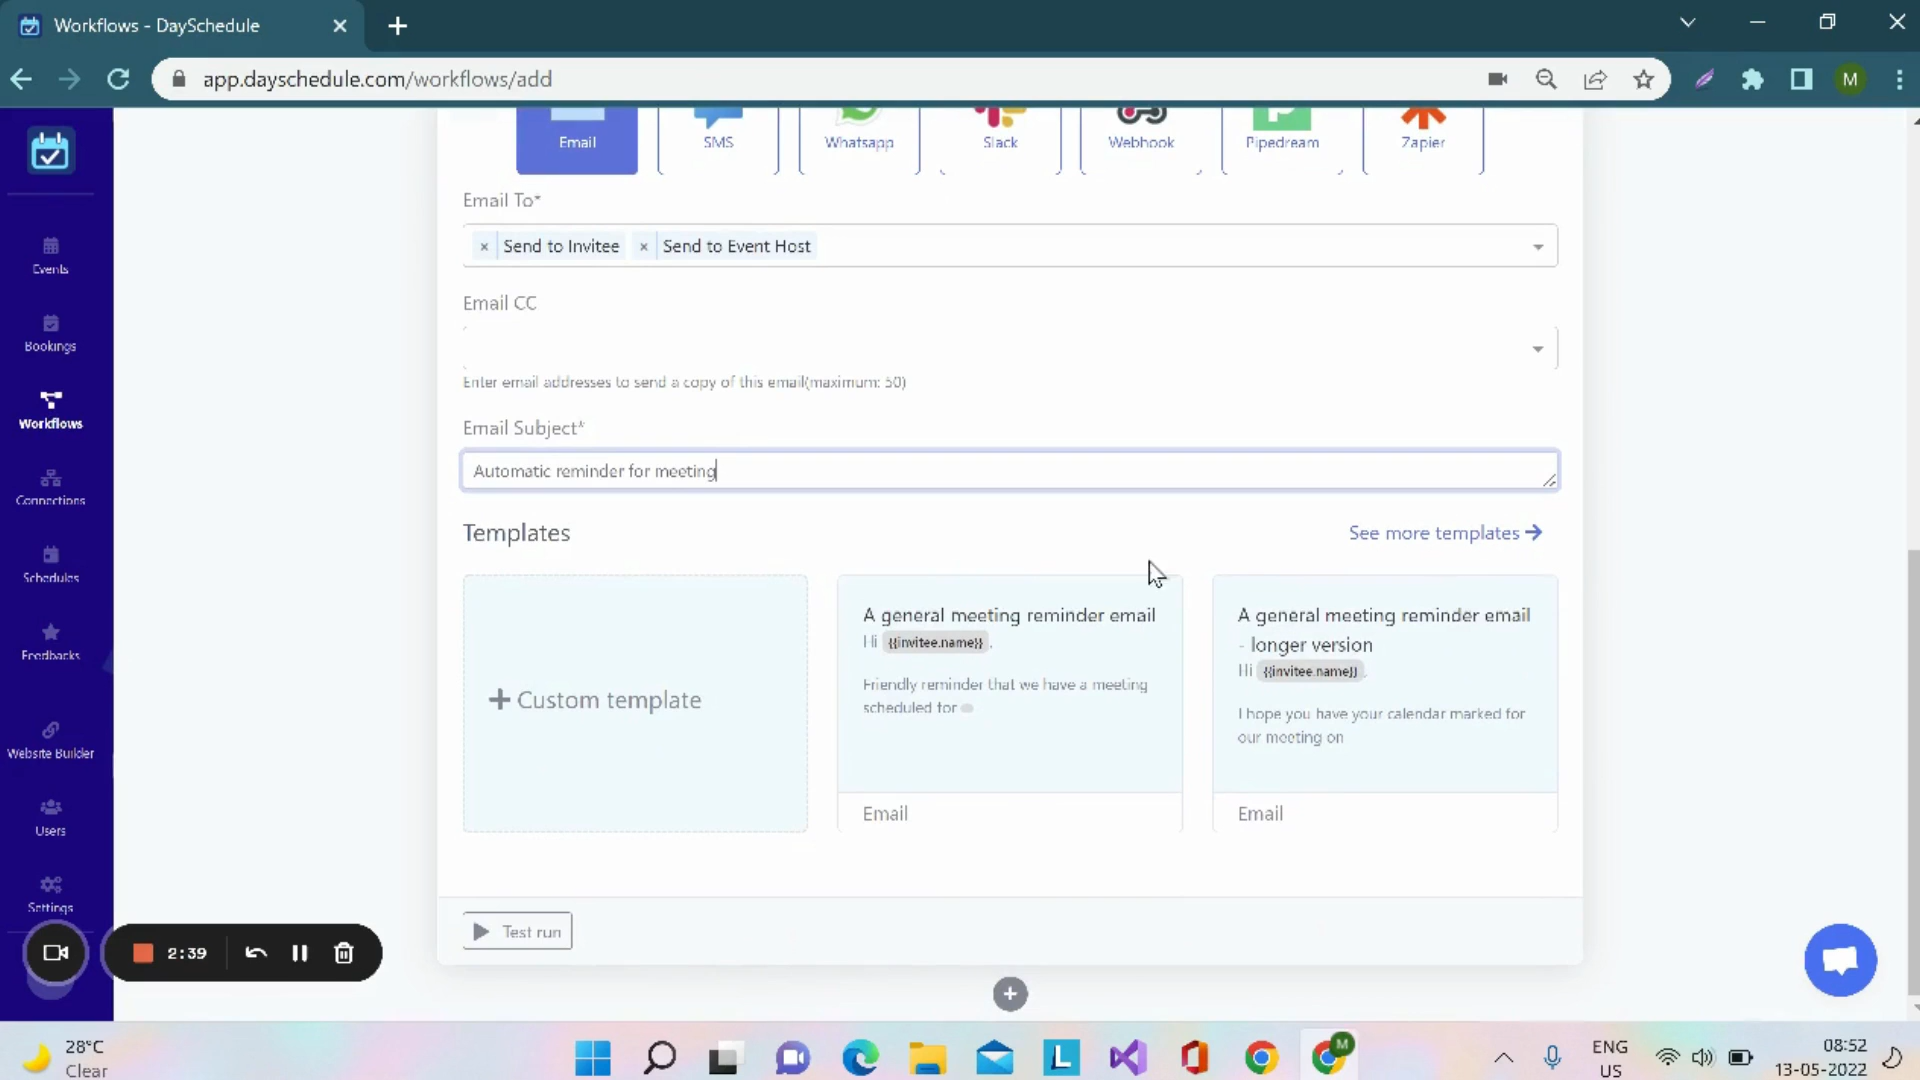 Workflows - DaySchedule
app.dayschedule.com/workflows/add
M
Email
SMS
Whatsapp
Slack
Webhook
Pipedream
Zapier
Email To*
× Send to Invitee × Send to Event Host
Email CC
Enter email addresses to send a copy of this email(maximum: 50)
Email Subject*
Automatic reminder for meeting
Templates
See more templates
Custom template
A general meeting reminder email
Hi {{invitee.name}},
Friendly reminder that we have a meeting
scheduled for
Email
A general meeting reminder email
- longer version
Hi {{invitee.name}}
I hope you have your calendar marked for
our meeting on
Email
Test run
Events
Bookings
Workflows
Connections
Schedules
Feedbacks
Website Builder
Users
Settings
2:39
28°C
Clear
L
M
ENG
US
08:52
13-05-2022